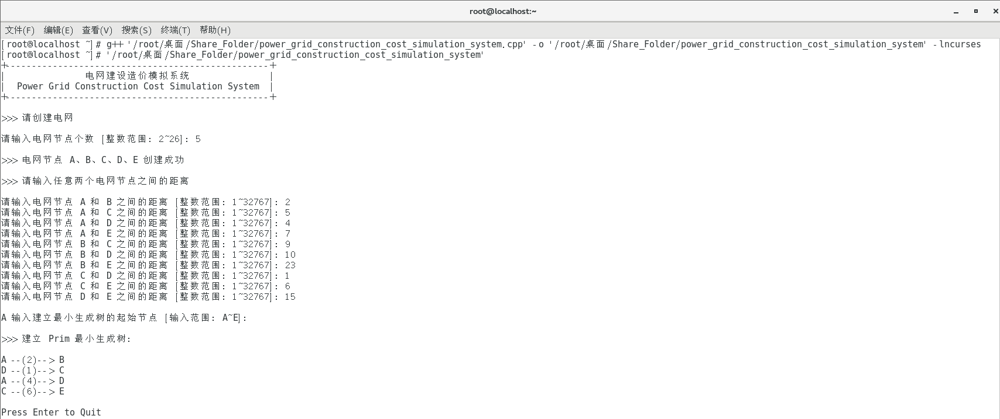 root@localhost:~
文件(F) 编辑(E) 查看(V) 搜索(S) 终端(T) 帮助(H)
[root@localhost ~]# g++ '/root/桌面/Share_Folder/power_grid_construction_cost_simulation_system.cpp' -o '/root/桌面/Share_Folder/power_grid_construction_cost_simulation_system' -lncurses
[root@localhost ~]# '/root/桌面/Share_Folder/power_grid_construction_cost_simulation_system'
+--------------------------------------------------+
| 电网建设造价模拟系统 |
| Power Grid Construction Cost Simulation System |
+--------------------------------------------------+
>>> 请创建电网
请输入电网节点个数 [整数范围: 2~26]: 5
>>> 电网节点 A、B、C、D、E 创建成功
>>> 请输入任意两个电网节点之间的距离
请输入电网节点 A 和 B 之间的距离 [整数范围: 1~32767]: 2
请输入电网节点 A 和 C 之间的距离 [整数范围: 1~32767]: 5
请输入电网节点 A 和 D 之间的距离 [整数范围: 1~32767]: 4
请输入电网节点 A 和 E 之间的距离 [整数范围: 1~32767]: 7
请输入电网节点 B 和 C 之间的距离 [整数范围: 1~32767]: 9
请输入电网节点 B 和 D 之间的距离 [整数范围: 1~32767]: 10
请输入电网节点 B 和 E 之间的距离 [整数范围: 1~32767]: 23
请输入电网节点 C 和 D 之间的距离 [整数范围: 1~32767]: 1
请输入电网节点 C 和 E 之间的距离 [整数范围: 1~32767]: 6
请输入电网节点 D 和 E 之间的距离 [整数范围: 1~32767]: 15
A 输入建立最小生成树的起始节点 [输入范围: A~E]:
>>> 建立 Prim 最小生成树:
A --(2)--> B
D --(1)--> C
A --(4)--> D
C --(6)--> E
Press Enter to Quit